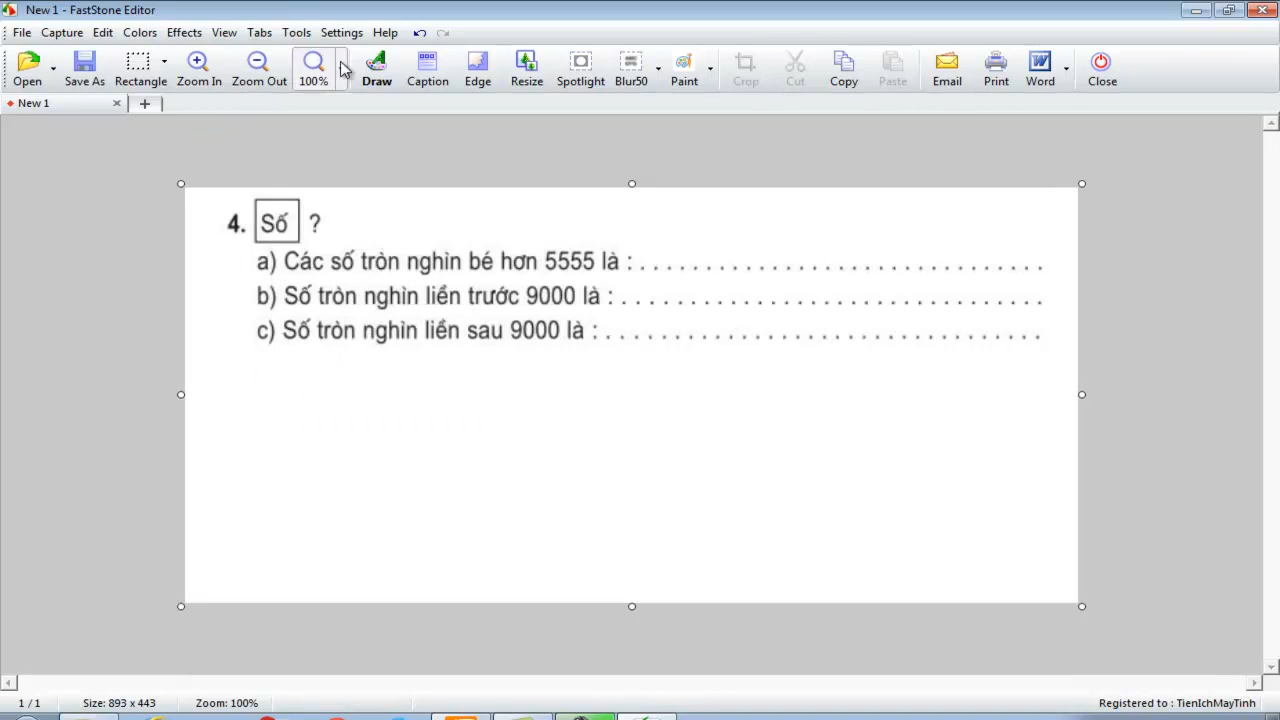 New 1 - FastStone Editor
File Capture Edit Colors Effects View Tabs Tools Settings Help
Open Save As Rectangle Zoom In Zoom Out 100% Draw Caption Edge Resize Spotlight Blur50 Paint Crop Cut Copy Paste Email Print Word Close
New 1
4. Số ?
a) Các số tròn nghìn bé hơn 5555 là : . . . . . . . . . . . . . . . . . . . . . . . . . . . . . . .
b) Số tròn nghìn liền trước 9000 là : . . . . . . . . . . . . . . . . . . . . . . . . . . . . . . . .
c) Số tròn nghìn liền sau 9000 là : . . . . . . . . . . . . . . . . . . . . . . . . . . . . . . . . .
1 / 1 Size: 893 x 443 Zoom: 100% Registered to : TienIchMayTinh